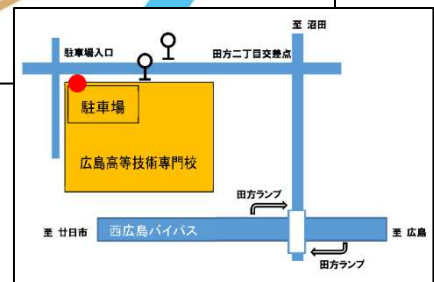 至 沼田
駐車場入口
田方二丁目交差点
駐車場
広島高等技術専門校
田方ランプ
至 廿日市
西広島バイパス
至 広島
田方ランプ